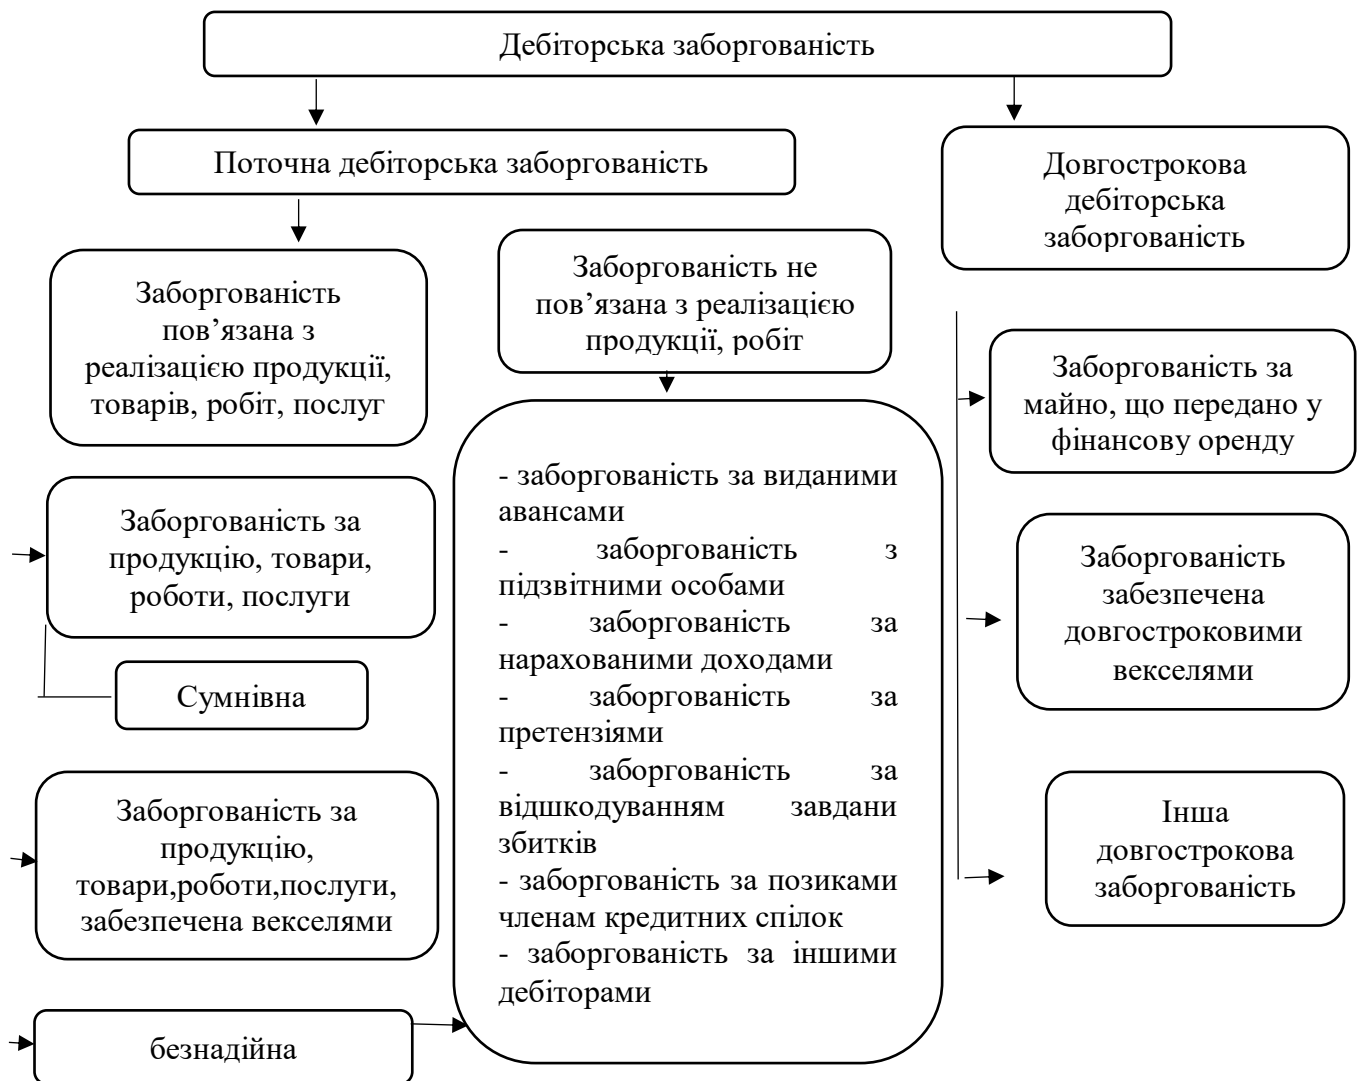 Дебіторська заборгованість
Поточна дебіторська заборгованість
Довгострокова
дебіторська
заборгованість
Заборгованість
пов’язана з
реалізацією продукції,
товарів, робіт, послуг
Заборгованість не
пов’язана з реалізацією
продукції, робіт
Заборгованість за
майно, що передано у
фінансову оренду
Заборгованість за
продукцію, товари,
роботи, послуги
Сумнівна
Заборгованість за
продукцію,
товари,роботи,послуги,
забезпечена векселями
безнадійна
- заборгованість за виданими
авансами
- заборгованість з
підзвітними особами
- заборгованість за
нарахованими доходами
- заборгованість за
претензіями
- заборгованість за
відшкодуванням завдани
збитків
- заборгованість за позиками
членам кредитних спілок
- заборгованість за іншими
дебіторами
Заборгованість
забезпечена
довгостроковими
векселями
Інша
довгострокова
заборгованість